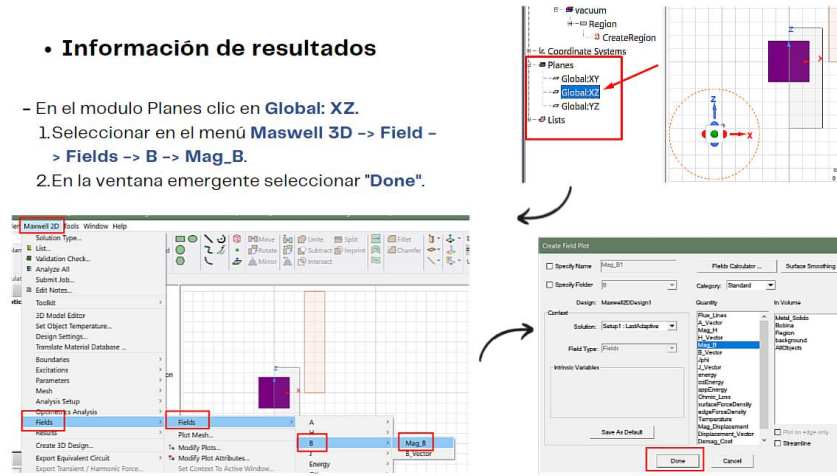 • Información de resultados
– En el modulo Planes clic en Global: XZ.
1.Seleccionar en el menú Maswell 3D -> Field –
> Fields -> B -> Mag_B.
2.En la ventana emergente seleccionar "Done".
vacuum
Region
CreateRegion
Coordinate Systems
Planes
Global:XY
Global:XZ
Global:YZ
Lists
Z
X
Z
X
Maxwell 2D Tools Window Help
Solution Type...
List...
Validation Check...
Analyze All
Submit Job...
Edit Notes...
Toolkit
3D Model Editor
Set Object Temperature...
Design Settings...
Translate Material Database ...
Boundaries
Excitations
Parameters
Mesh
Analysis Setup
Optimetrics Analysis
Fields
Results
Create 3D Design...
Export Equivalent Circuit
Export Transient / Harmonic Force...
Move
Rotate
Mirror
Unite
Subtract
Intersect
Split
Imprint
Fillet
Chamfer
Z
X
Fields
Plot Mesh...
Modify Plots...
Modify Plot Attributes...
Set Context To Active Window...
A
H
B
J
Energy
Mag_B
B_Vector
Create Field Plot
Specify Name Mag_B1
Fields Calculator ... Surface Smoothing
Specify Folder B
Category: Standard
Design: Maxwell2DDesign1
Quantity
In Volume
Context
Solution: Setup1 : LastAdaptive
Field Type: Fields
Intrinsic Variables
Save As Default
Flux_Lines
A_Vector
Mag_H
H_Vector
Mag_B
B_Vector
Jphi
J_Vector
energy
coEnergy
appEnergy
Ohmic_Loss
surfaceForceDensity
edgeForceDensity
Temperature
Mag_Displacement
Displacement_Vector
Demag_Coef
Metal_Solido
Bobina
Region
background
AllObjects
Plot on edge only
Streamline
Done Cancel